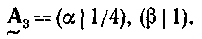 A₃ = (α | 1/4), (β | 1).